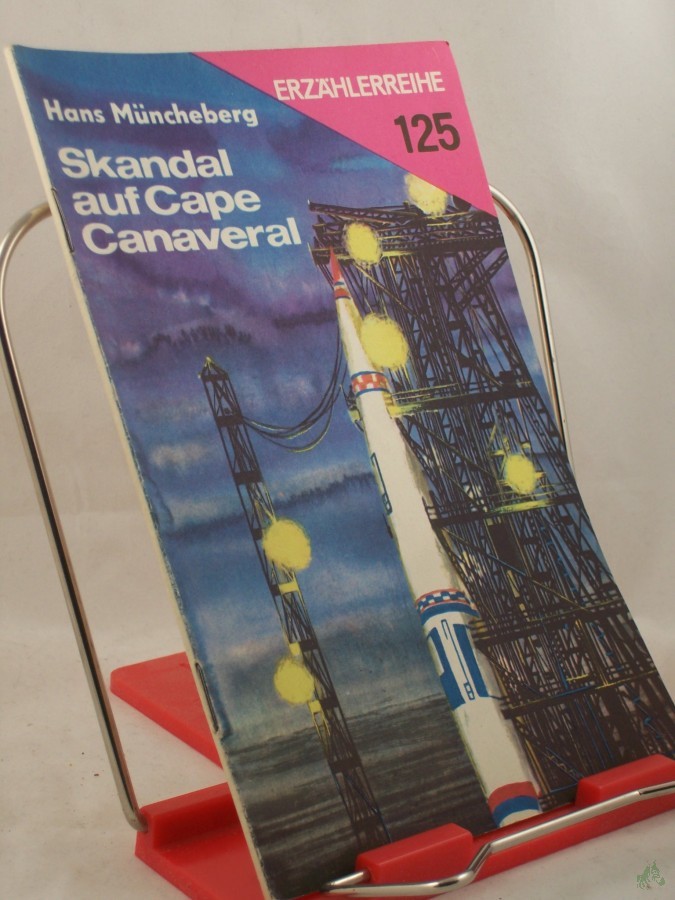 ERZÄHLERREIHE
125
Hans Müncheberg
Skandal
auf Cape
Canaveral